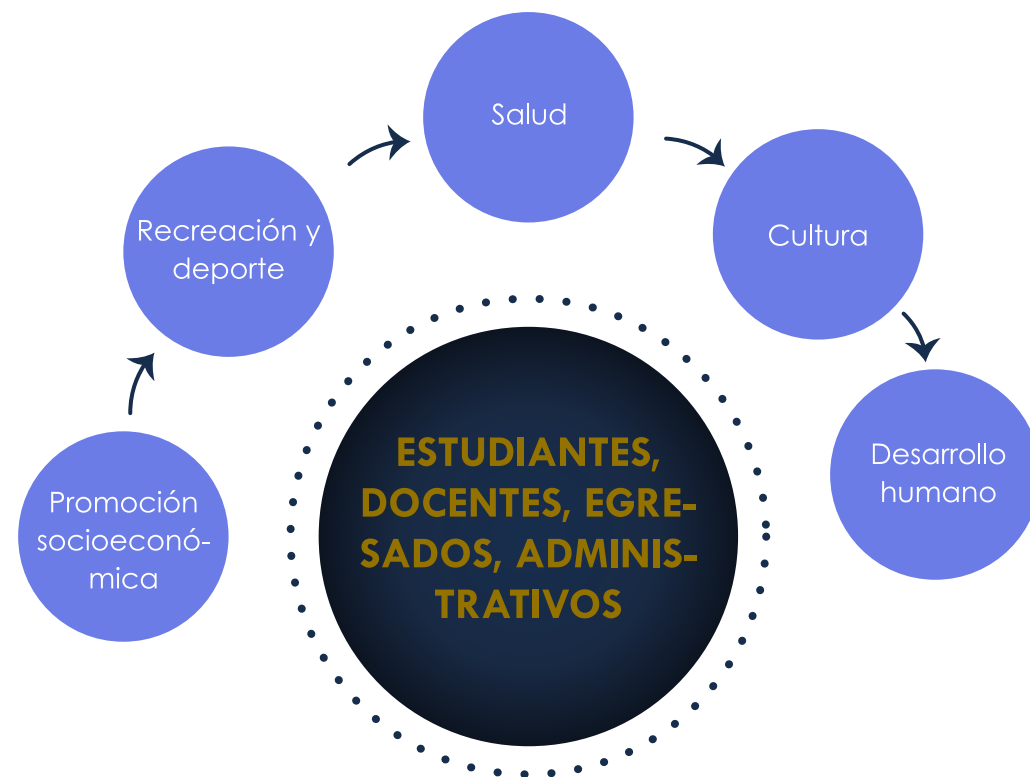 Salud
Recreación y
deporte
Cultura
Promoción
socioeconó-
mica
Desarrollo
humano
ESTUDIANTES,
DOCENTES, EGRE-
SADOS, ADMINIS-
TRATIVOS